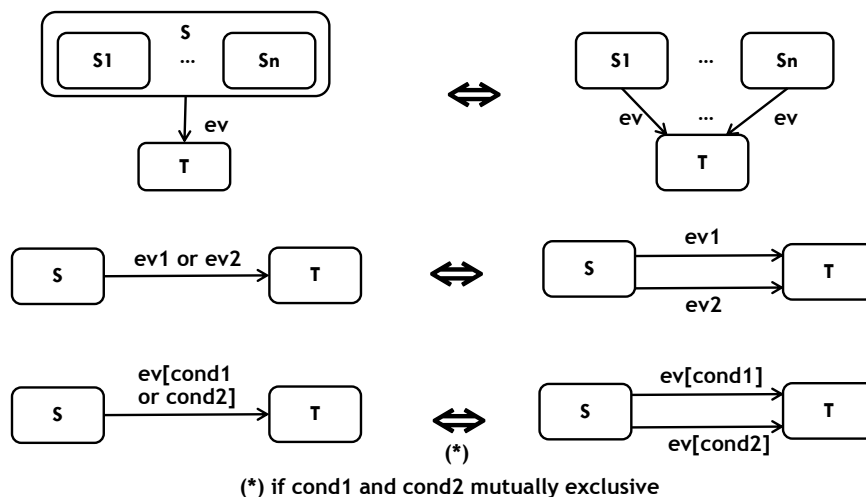 S
S1 ... Sn
ev
T
S1 ... Sn
...
ev ev
T
S
ev1 or ev2
T
S
ev1
ev2
T
S
ev[cond1
or cond2]
T
(*)
S
ev[cond1]
ev[cond2]
T
(*) if cond1 and cond2 mutually exclusive